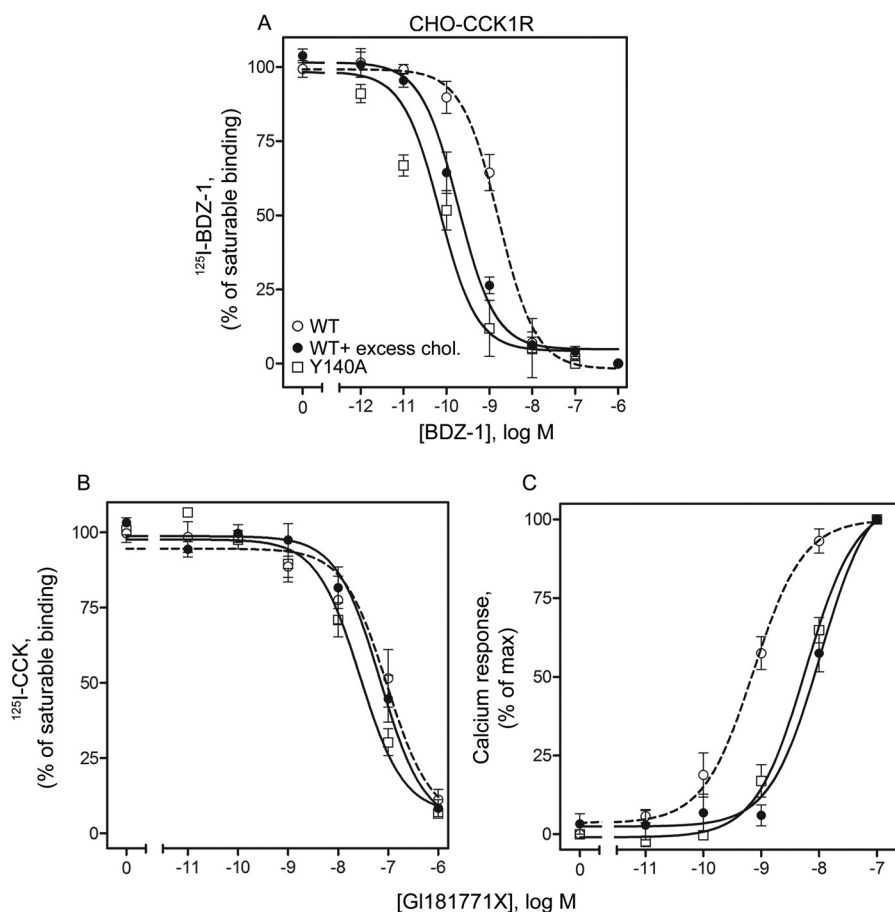 A
CHO-CCK1R
¹²⁵I-BDZ-1,
(% of saturable binding)
100
75
50
25
0
WT
WT+ excess chol.
Y140A
0 -12 -11 -10 -9 -8 -7 -6
[BDZ-1], log M
B
¹²⁵I-CCK,
(% of saturable binding)
100
75
50
25
0
0 -11 -10 -9 -8 -7 -6
C
Calcium response,
(% of max)
100
75
50
25
0
0 -11 -10 -9 -8 -7
[GI181771X], log M